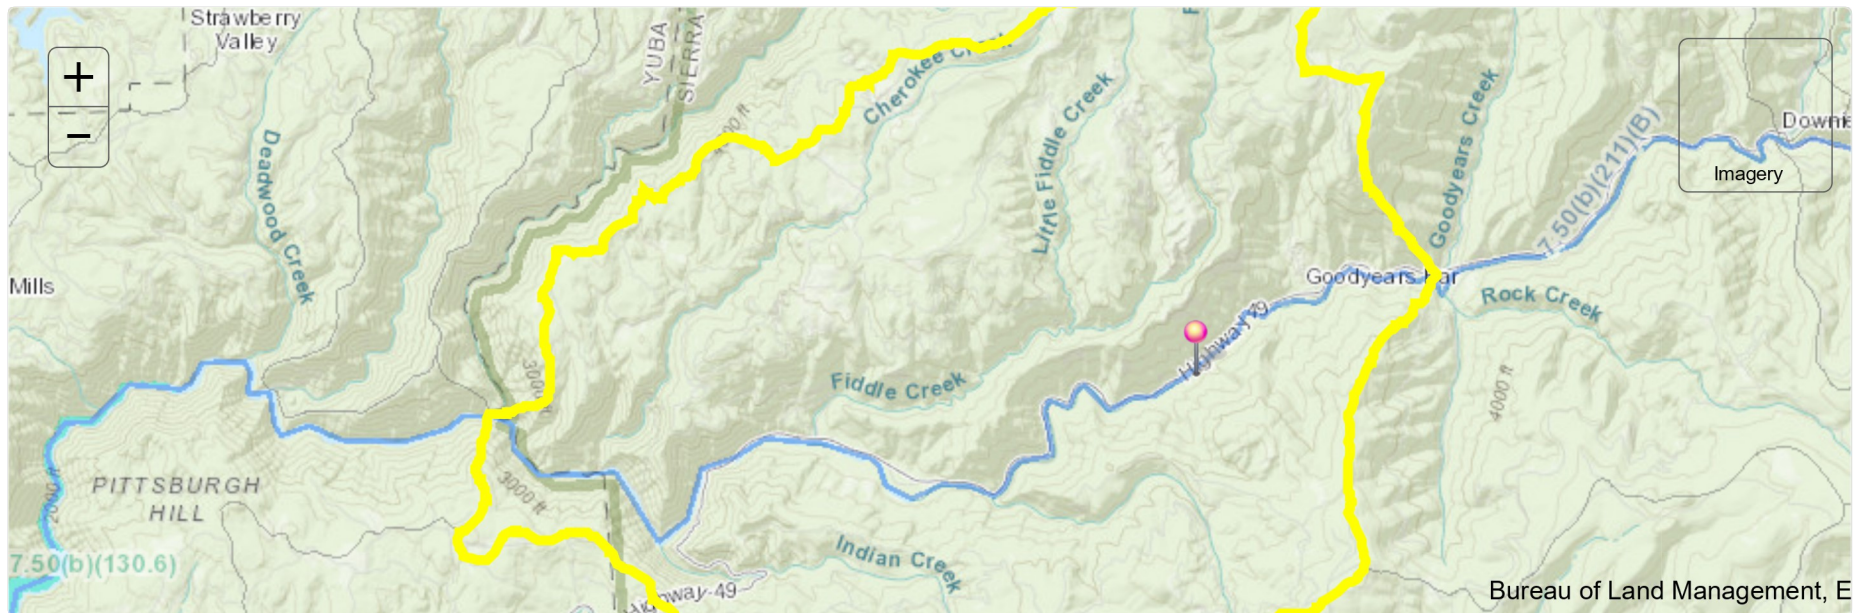 Strawberry
Valley
YUBA
SIERRA
+
−
Cherokee Creek
Little Fiddle Creek
Goodyears Creek
7.50(b)(211)(B)
Imagery
Deadwood Creek
Mills
Goodyears Bar
Rock Creek
Highway 49
Fiddle Creek
3000 ft
4000 ft
PITTSBURGH
HILL
2000 ft
3000 ft
7.50(b)(130.6)
Indian Creek
Highway-49
Bureau of Land Management, E